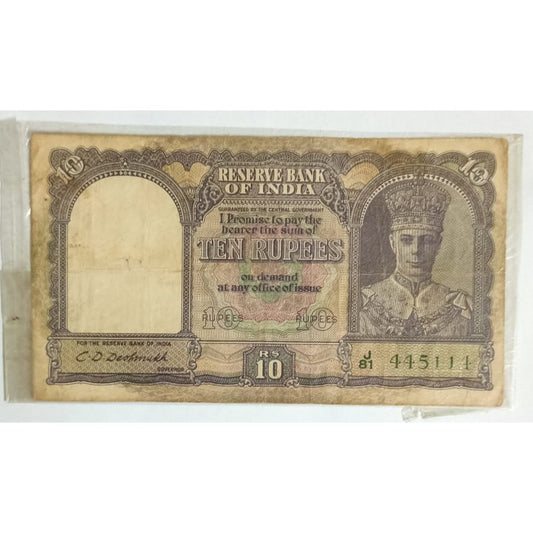 10
10
RESERVE BANK
OF INDIA
GUARANTEED BY THE CENTRAL GOVERNMENT
I Promise to pay the
bearer the sum of
TEN RUPEES
on demand
at any office of issue
10 RUPEES
10 RUPEES
FOR THE RESERVE BANK OF INDIA
C. D. Deshmukh
GOVERNOR
RS
10
J/81 445111